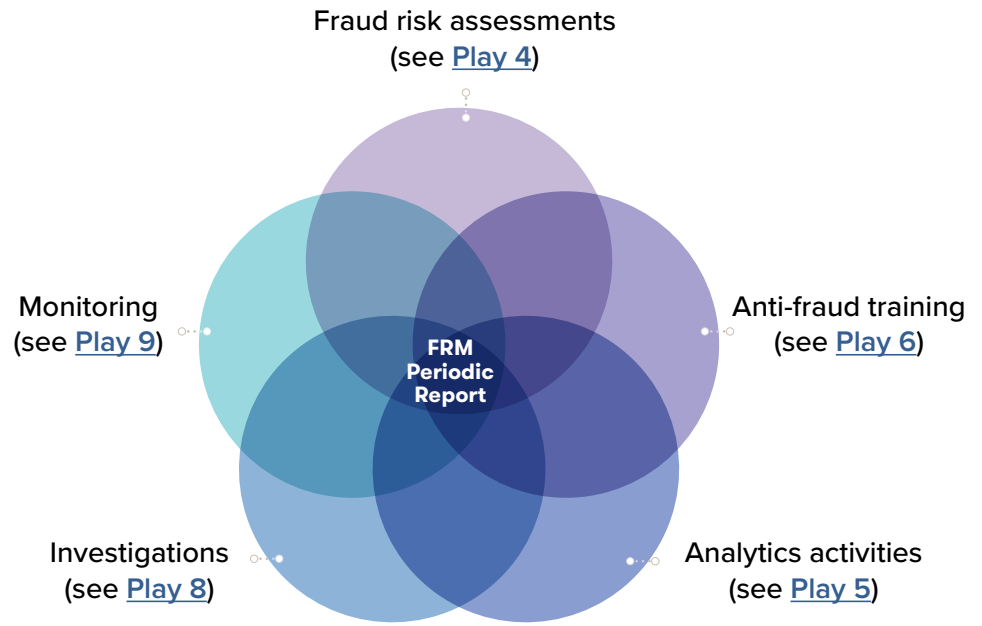 Fraud risk assessments
(see Play 4)
Monitoring
(see Play 9)
FRM
Periodic
Report
Anti-fraud training
(see Play 6)
Investigations
(see Play 8)
Analytics activities
(see Play 5)